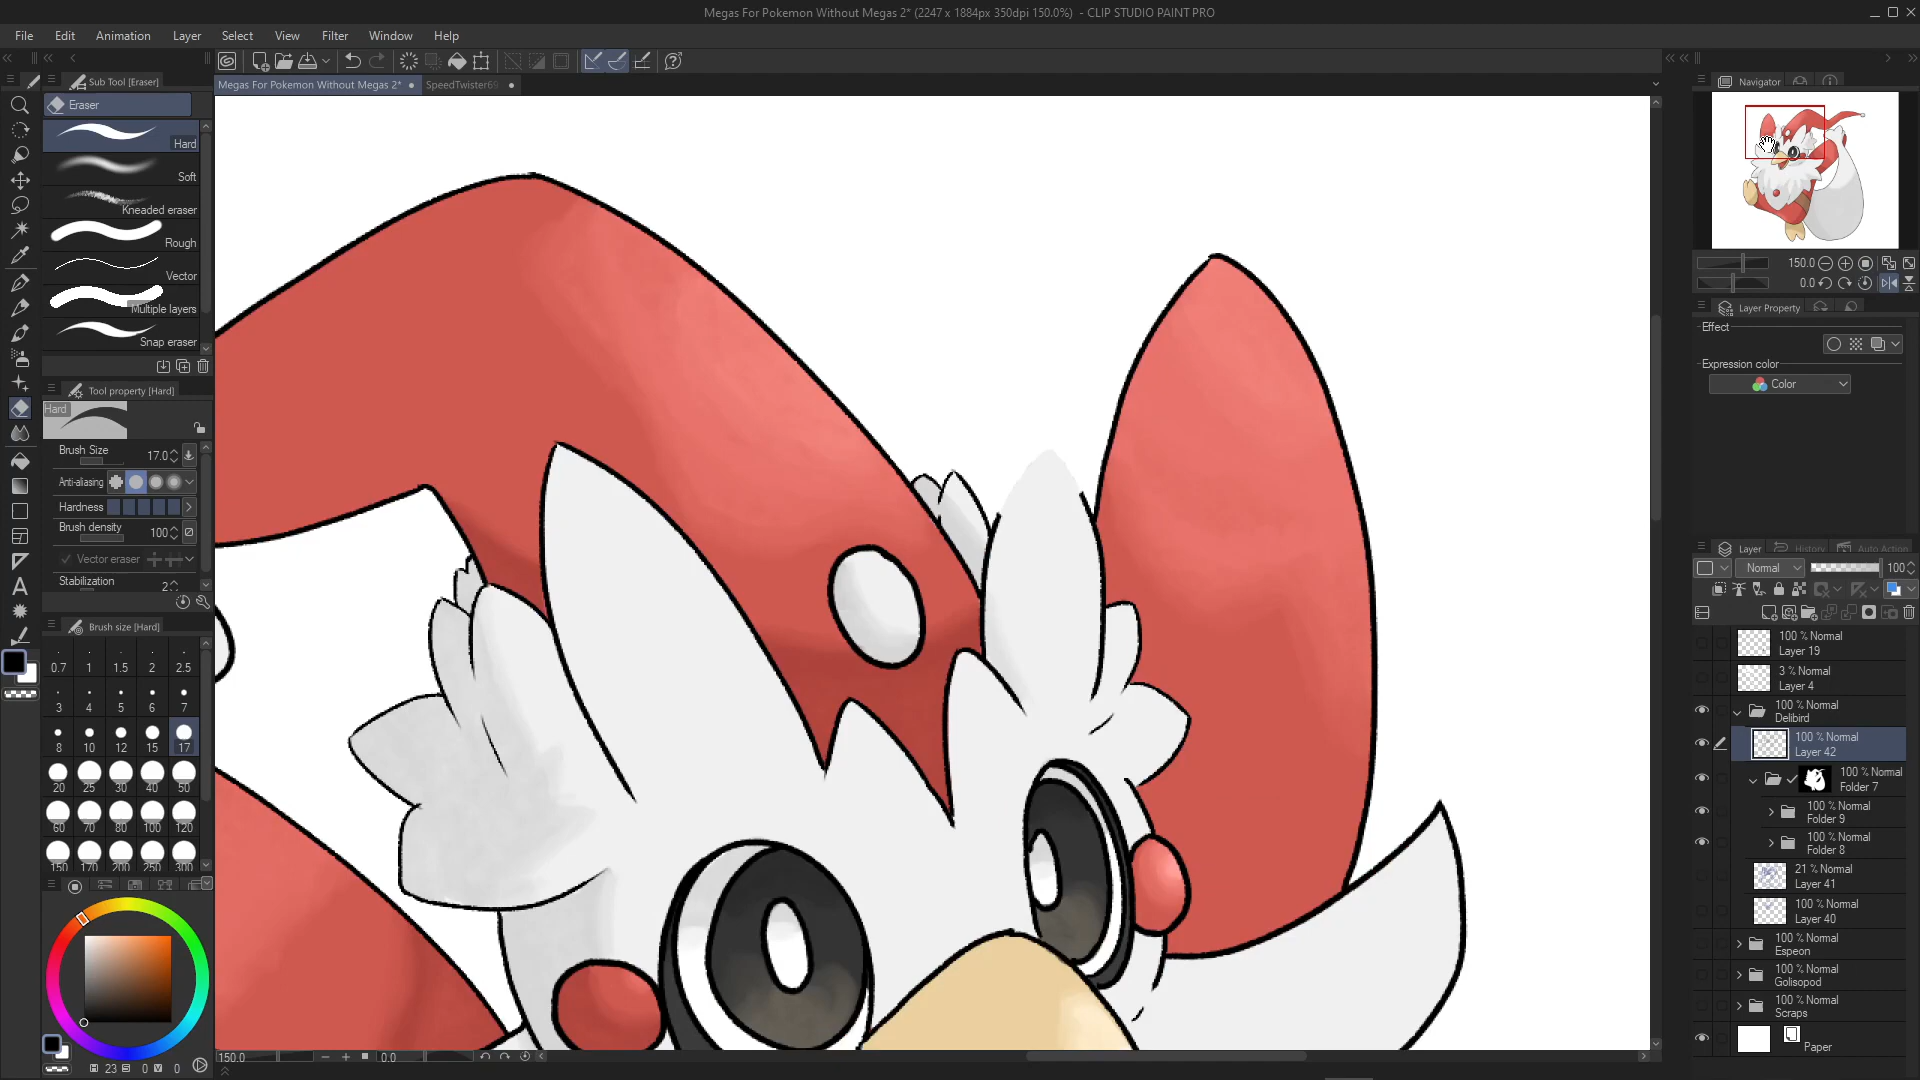 Megas For Pokemon Without Megas 2* (2247 x 1884px 350dpi 150.0%) - CLIP STUDIO PAINT PRO
File Edit Animation Layer Select View Filter Window Help
Sub Tool [Eraser]
Megas For Pokemon Without Megas 2*
SpeedTwister69
Eraser
Hard
Soft
Kneaded eraser
Rough
Vector
Multiple layers
Snap eraser
Tool property [Hard]
Hard
Brush Size 17.0
Anti-aliasing
Hardness
Brush density 100
Vector eraser
Stabilization 2
Brush size [Hard]
0.7 1 1.5 2 2.5
3 4 5 6 7
8 10 12 15 17
20 25 30 40 50
60 70 80 100 120
150 170 200 250 300
H 23 S 0 V 0
150.0 0.0
Navigator
150.0
0.0
Layer Property
Effect
Expression color
Color
Layer History Auto Action
Normal 100
100 % Normal
Layer 19
3 % Normal
Layer 4
100 % Normal
Delibird
100 % Normal
Layer 42
100 % Normal
Folder 7
100 % Normal
Folder 9
100 % Normal
Folder 8
21 % Normal
Layer 41
100 % Normal
Layer 40
100 % Normal
Espeon
100 % Normal
Golisopod
100 % Normal
Scraps
Paper